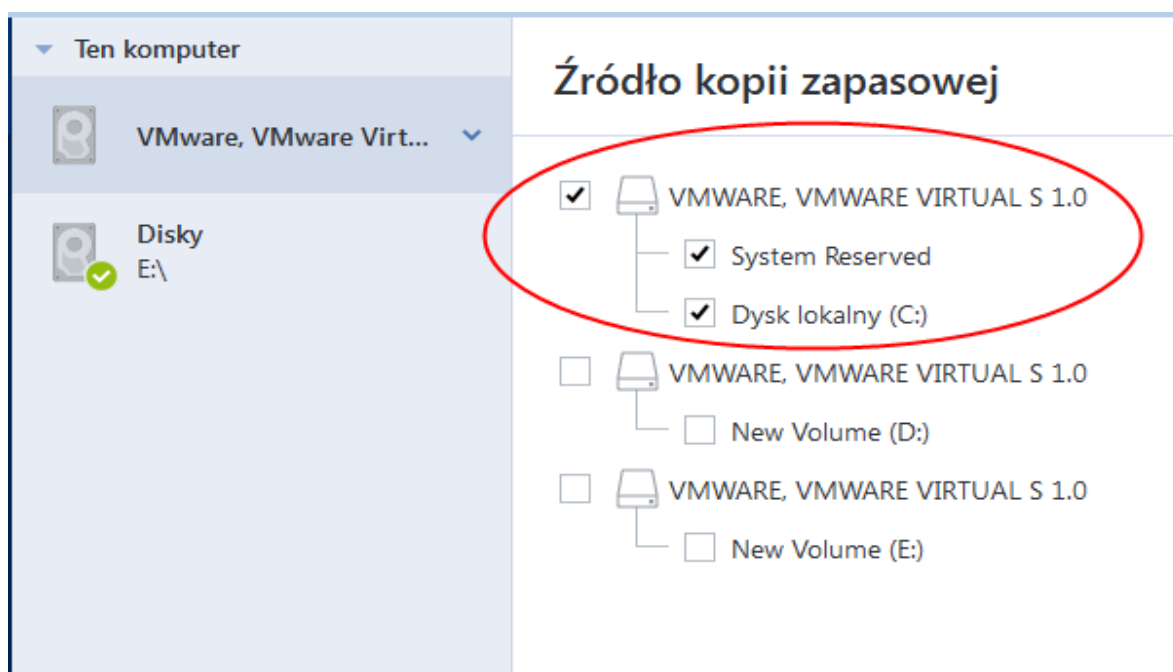 Ten komputer
VMware, VMware Virt...
Disky
E:\
Źródło kopii zapasowej
VMWARE, VMWARE VIRTUAL S 1.0
System Reserved
Dysk lokalny (C:)
VMWARE, VMWARE VIRTUAL S 1.0
New Volume (D:)
VMWARE, VMWARE VIRTUAL S 1.0
New Volume (E:)